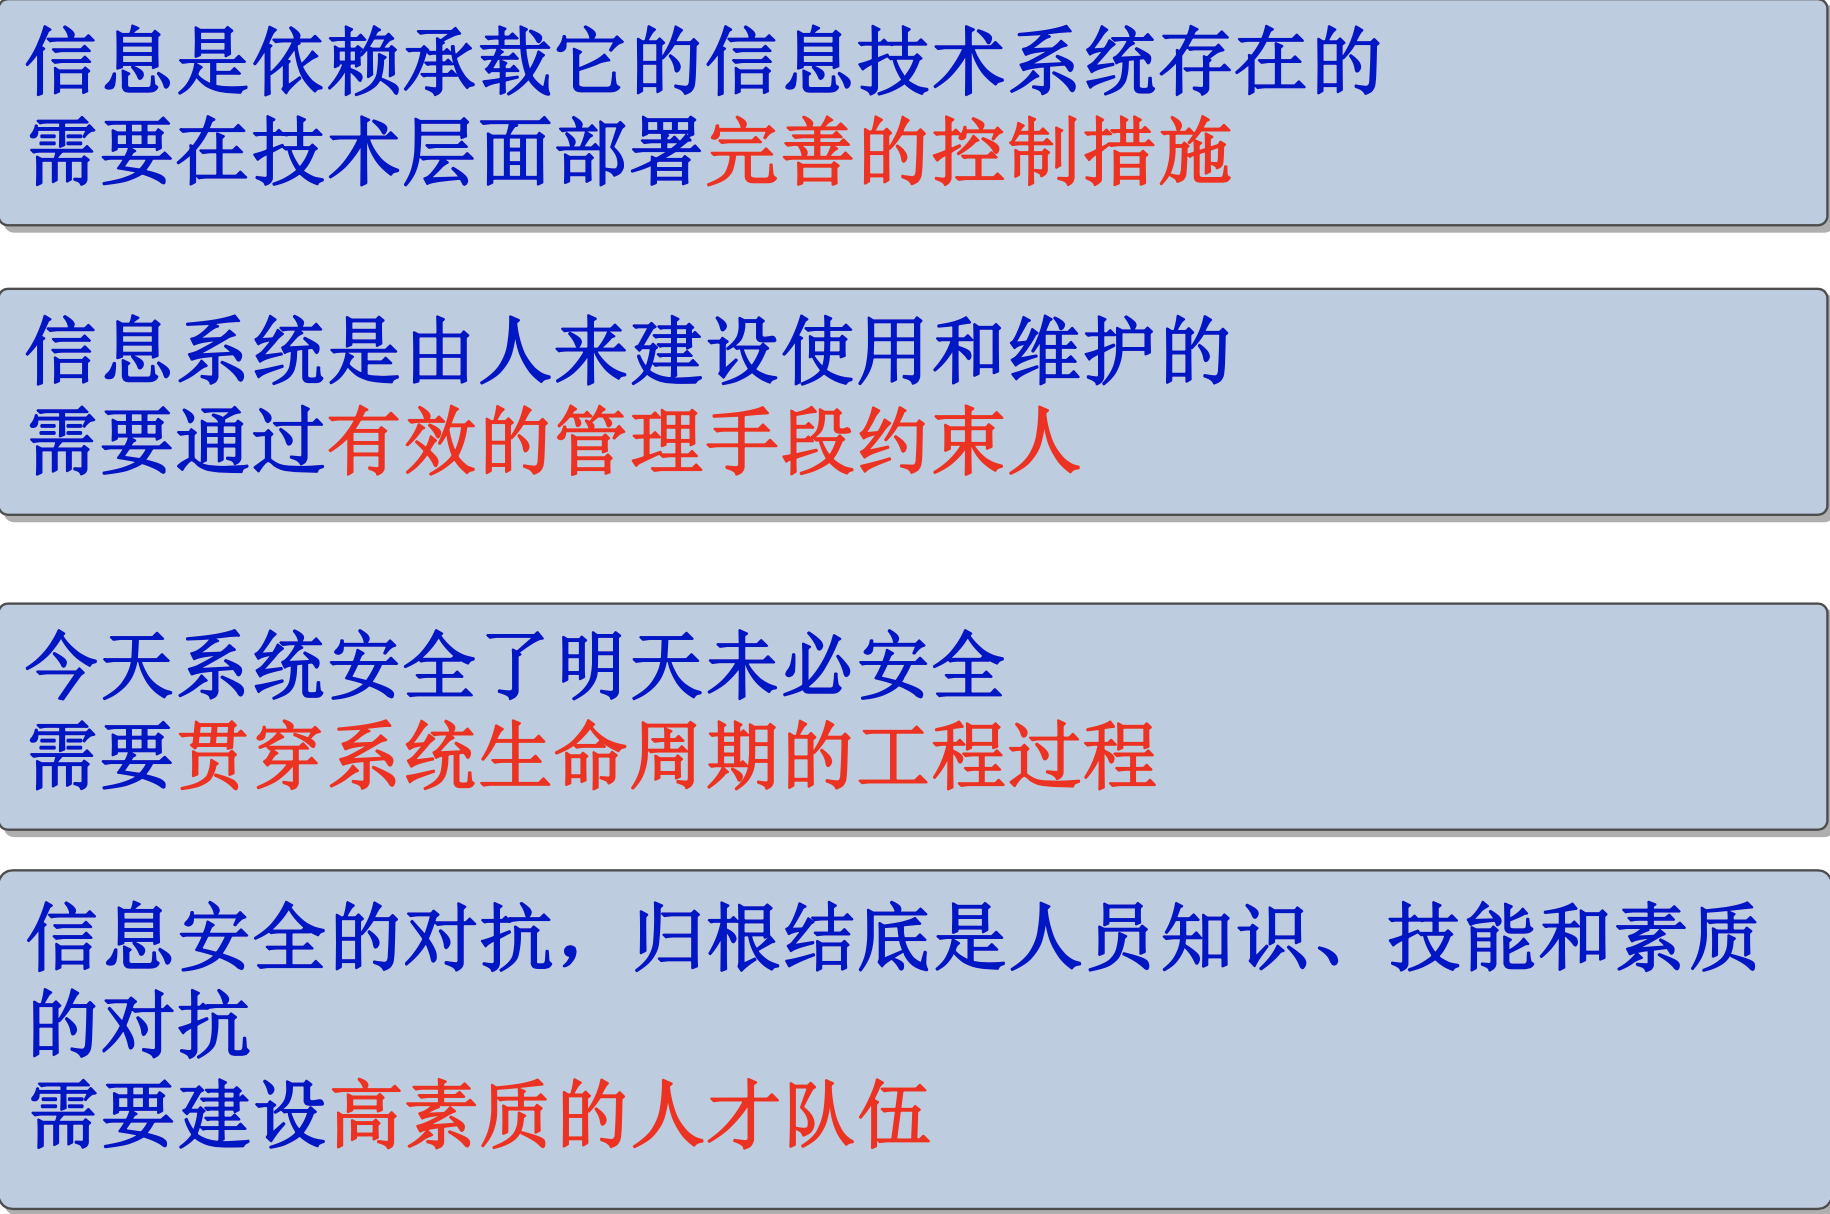 信息是依赖承载它的信息技术系统存在的
需要在技术层面部署完善的控制措施
信息系统是由人来建设使用和维护的
需要通过有效的管理手段约束人
今天系统安全了明天未必安全
需要贯穿系统生命周期的工程过程
信息安全的对抗，归根结底是人员知识、技能和素质
的对抗
需要建设高素质的人才队伍